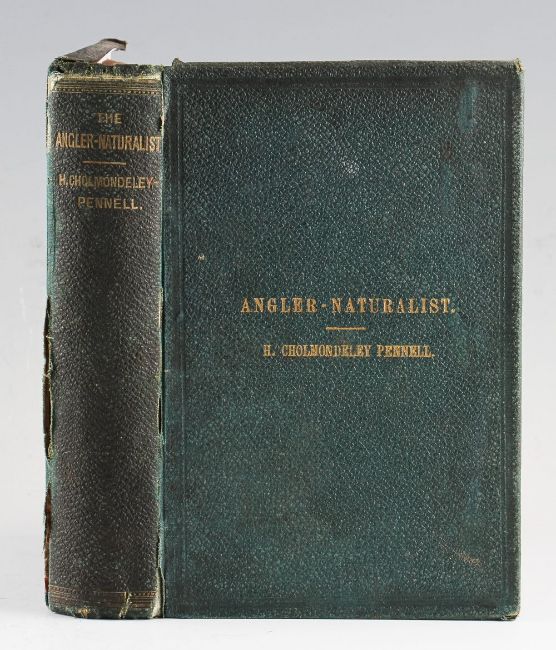 THE
ANGLER-NATURALIST
H. CHOLMONDELEY-
PENNELL.
ANGLER-NATURALIST.
H. CHOLMONDELEY PENNELL.